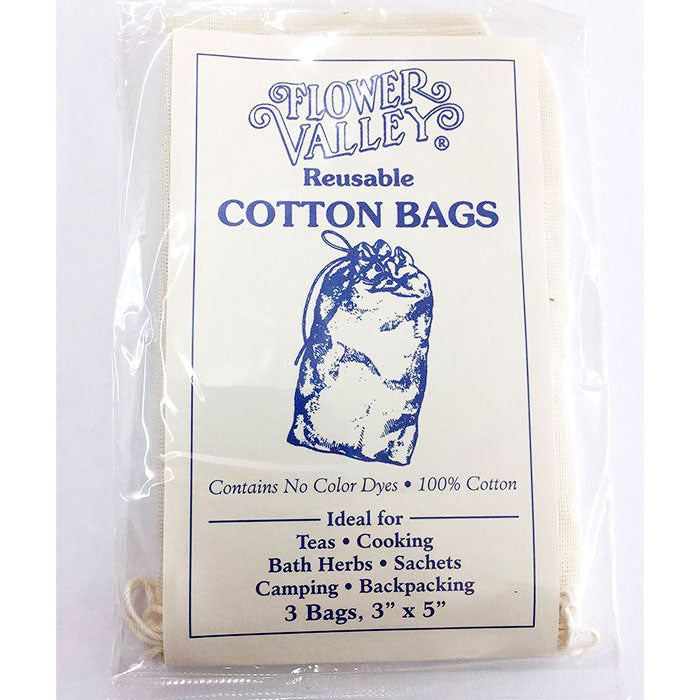 FLOWER
VALLEY®
Reusable
COTTON BAGS
Contains No Color Dyes • 100% Cotton
Ideal for
Teas • Cooking
Bath Herbs • Sachets
Camping • Backpacking
3 Bags, 3” x 5”